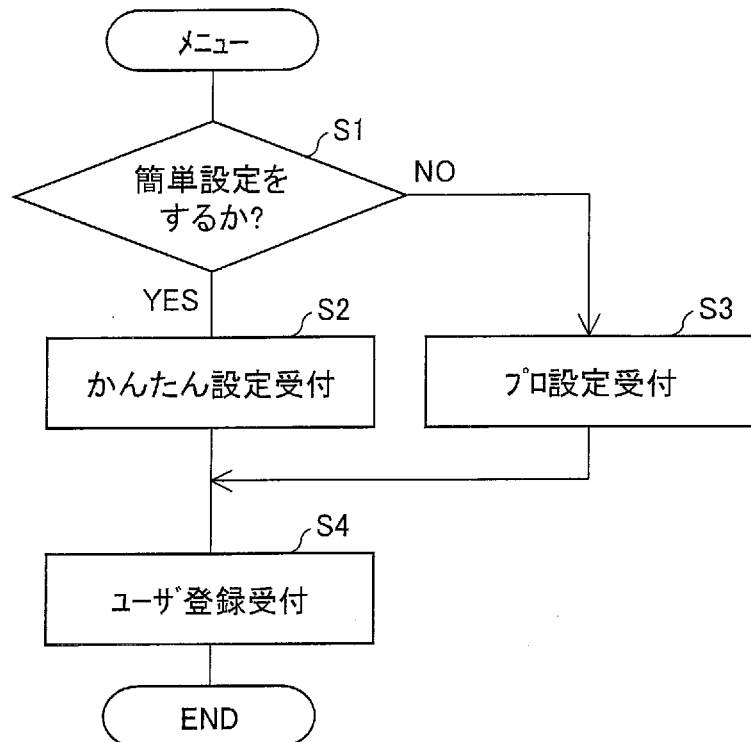 メニュー
S1
簡単設定を
するか?
NO
YES
S2
S3
かんたん設定受付
プロ設定受付
S4
ユーザ登録受付
END